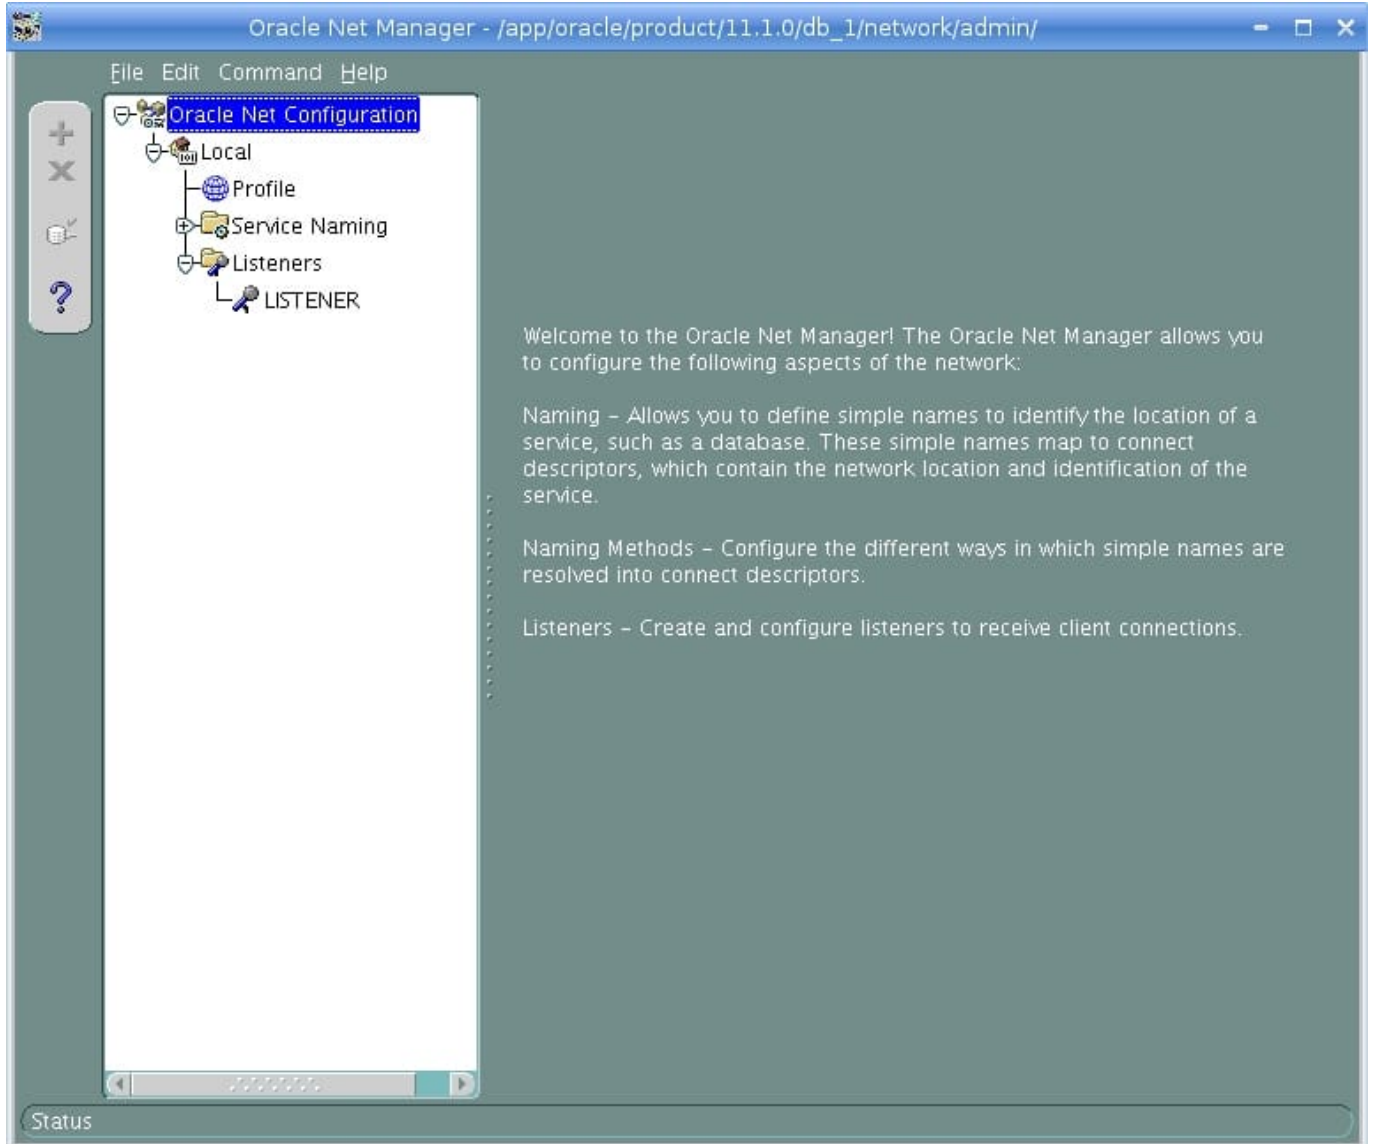 Oracle Net Manager - /app/oracle/product/11.1.0/db_1/network/admin/
File Edit Command Help
Oracle Net Configuration
Local
Profile
Service Naming
Listeners
LISTENER
Welcome to the Oracle Net Manager! The Oracle Net Manager allows you
to configure the following aspects of the network:
Naming – Allows you to define simple names to identify the location of a
service, such as a database. These simple names map to connect
descriptors, which contain the network location and identification of the
service.
Naming Methods – Configure the different ways in which simple names are
resolved into connect descriptors.
Listeners – Create and configure listeners to receive client connections.
Status